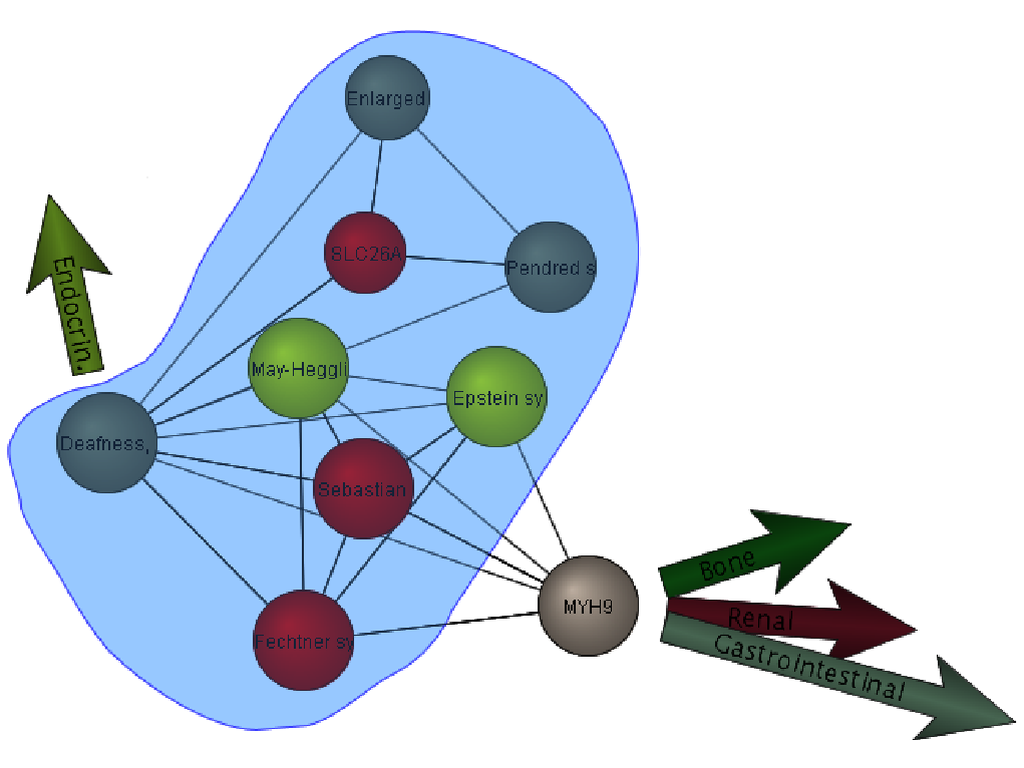 Enlarged
SLC26A
Pendred s
Endocrin.
May-Heggli
Epstein sy
Deafness,
Sebastian
Bone
MYH9
Renal
Fechtner sy
Gastrointestinal